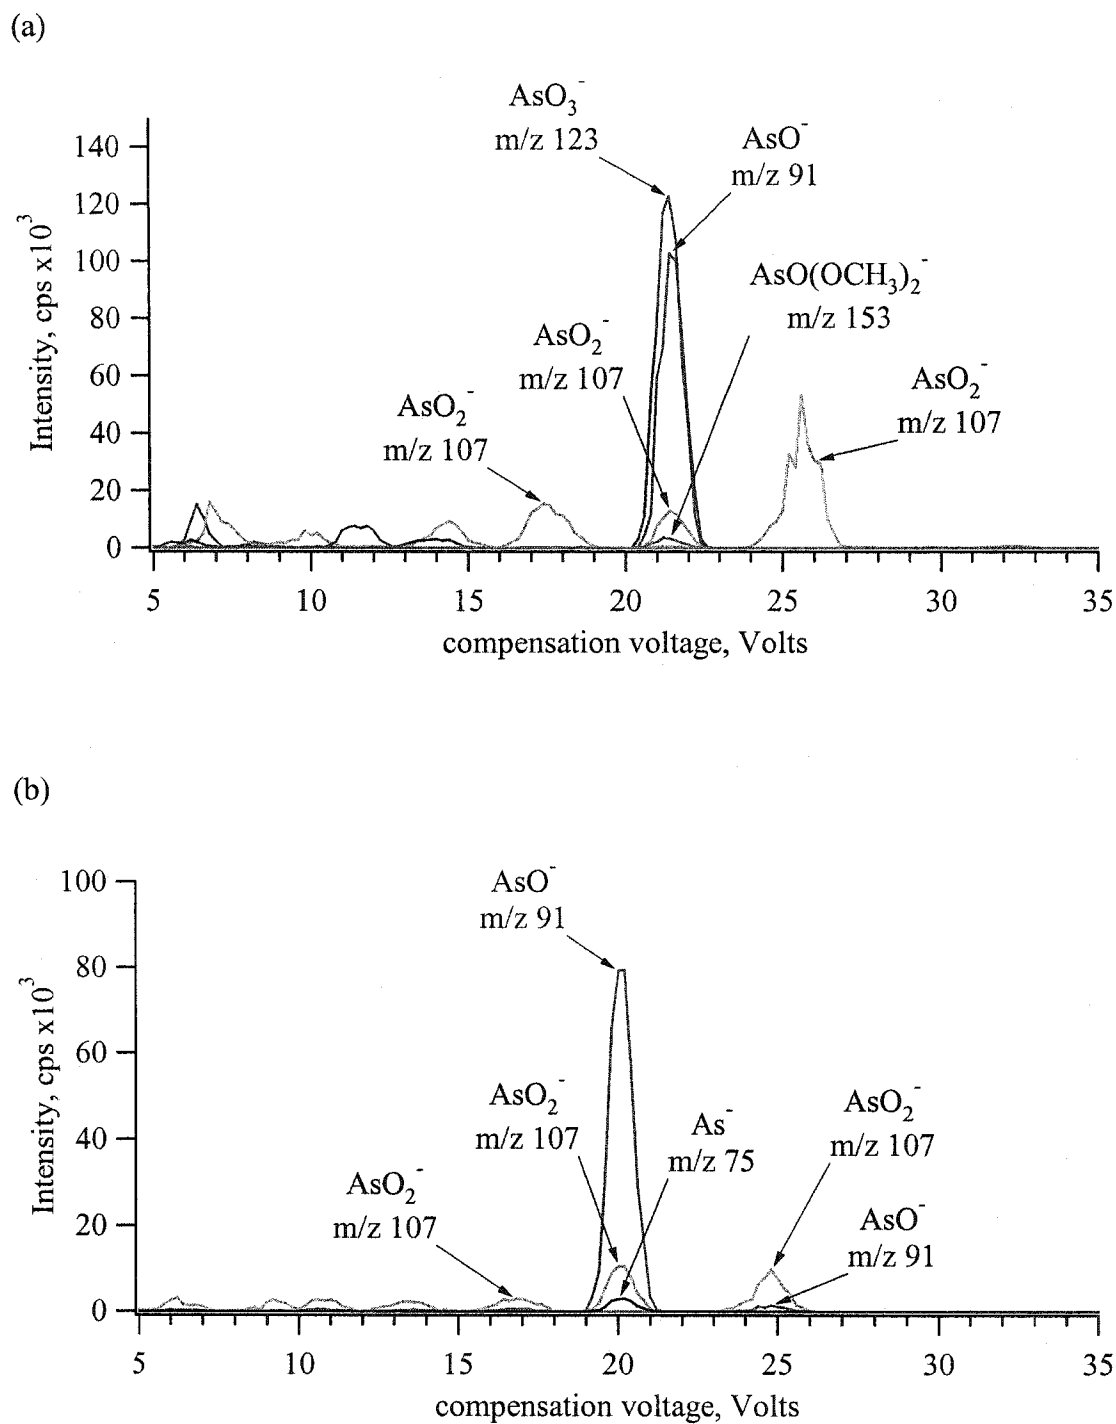 (a)
AsO₃⁻
m/z 123
AsO⁻
m/z 91
AsO(OCH₃)₂⁻
m/z 153
AsO₂⁻
m/z 107
AsO₂⁻
m/z 107
AsO₂⁻
m/z 107
Intensity, cps x10³
140
120
100
80
60
40
20
0
5 10 15 20 25 30 35
compensation voltage, Volts
(b)
AsO⁻
m/z 91
AsO₂⁻
m/z 107
As⁻
m/z 75
AsO₂⁻
m/z 107
AsO₂⁻
m/z 107
AsO⁻
m/z 91
Intensity, cps x10³
100
80
60
40
20
0
5 10 15 20 25 30 35
compensation voltage, Volts